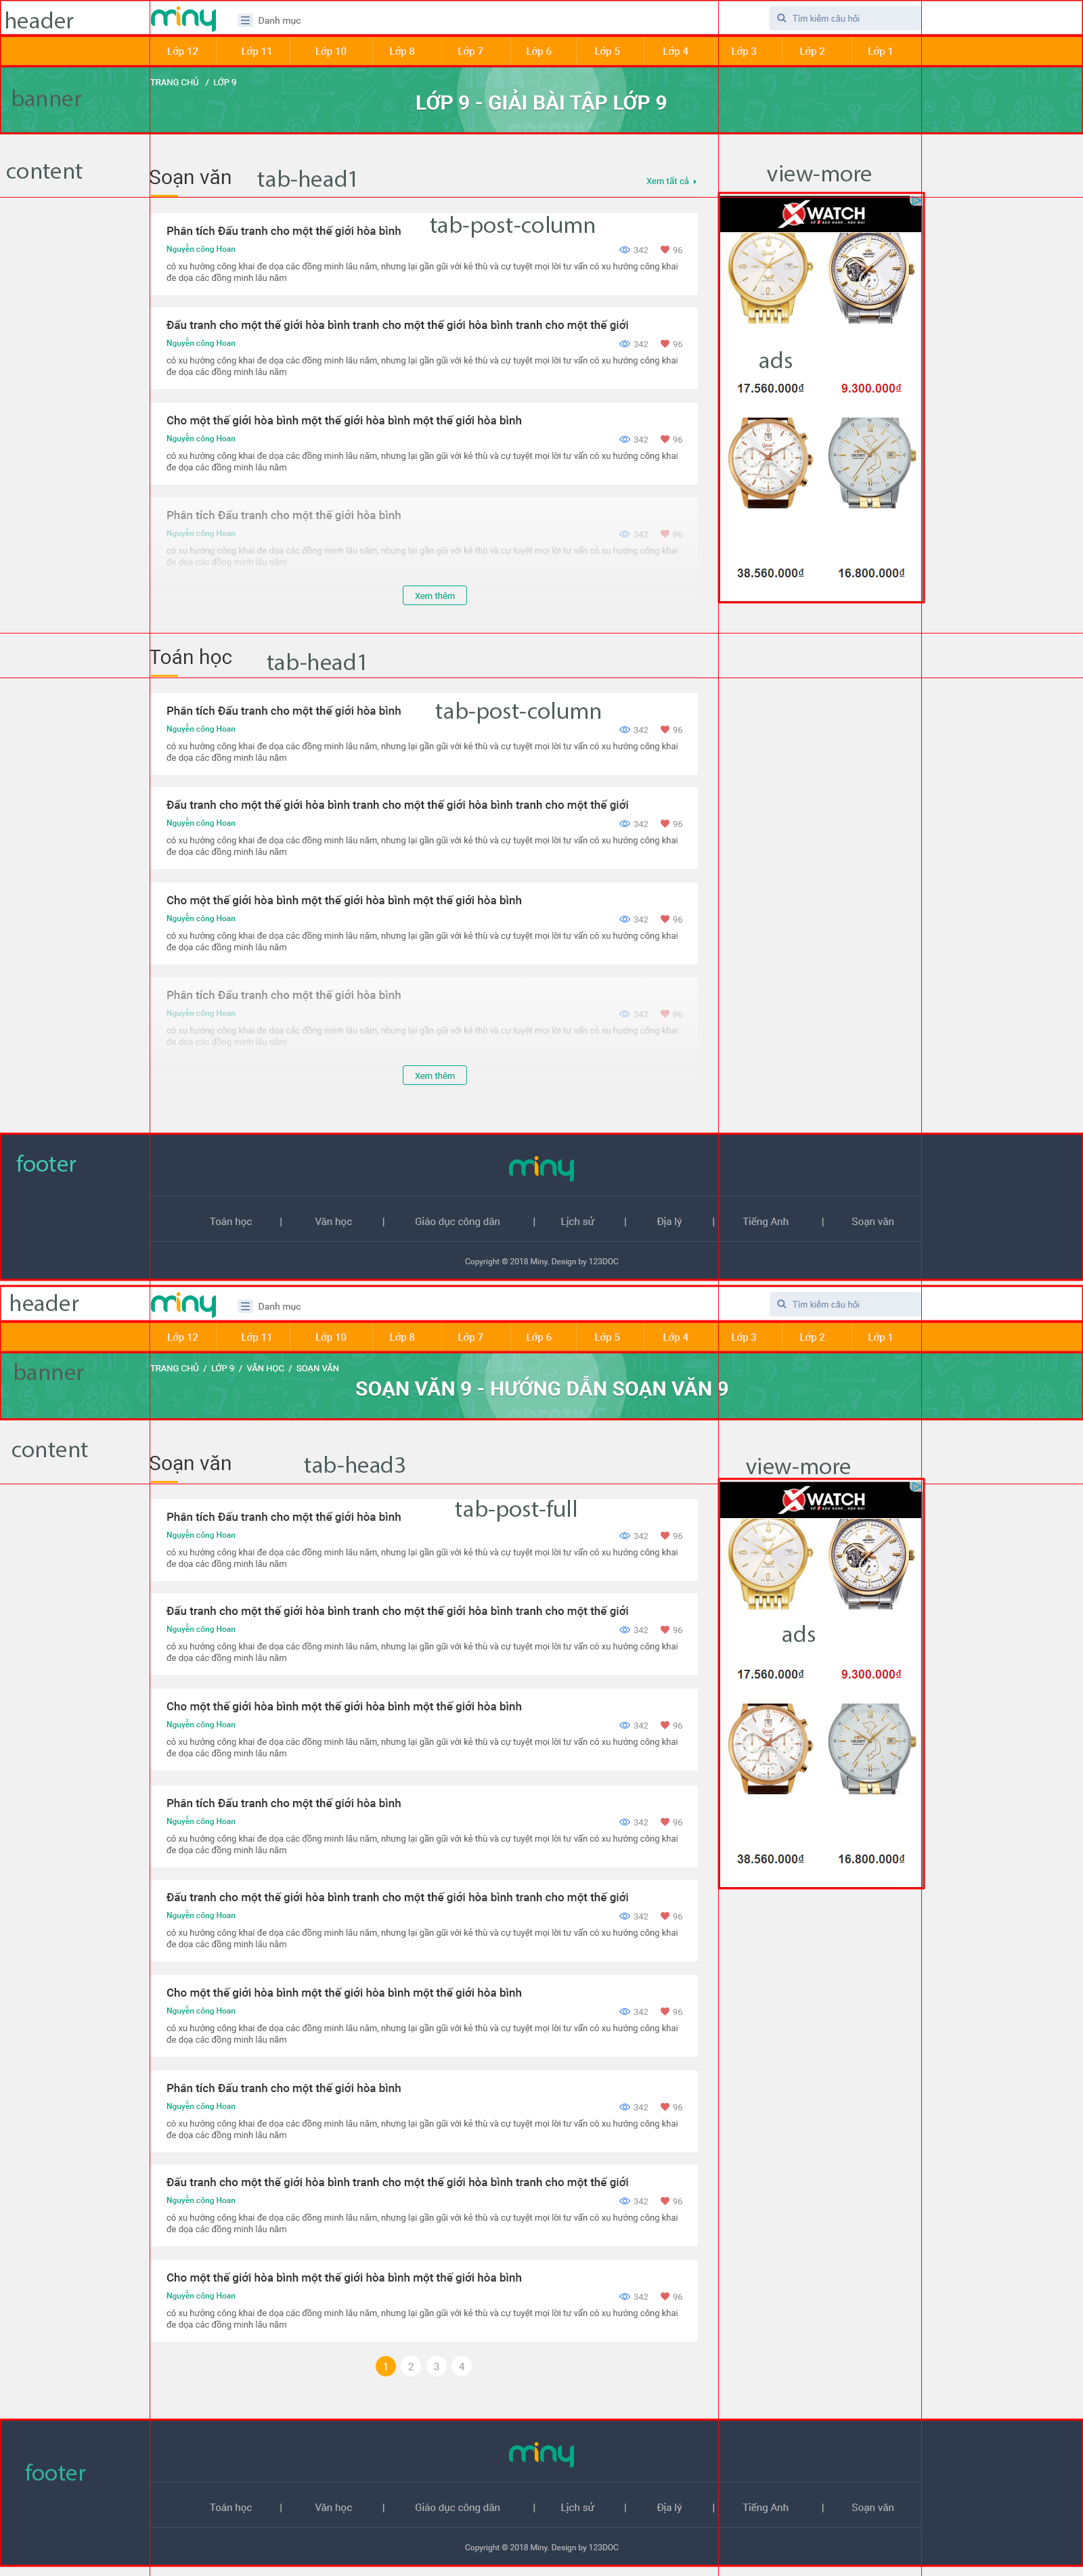 header
miny
Danh mục
Tìm kiếm câu hỏi
Lớp 12
Lớp 11
Lớp 10
Lớp 8
Lớp 7
Lớp 6
Lớp 5
Lớp 4
Lớp 3
Lớp 2
Lớp 1
banner
TRANG CHỦ / LỚP 9
LỚP 9 - GIẢI BÀI TẬP LỚP 9
CREATIVE
content
Soạn văn
tab-head1
Xem tất cả
view-more
Phân tích Đấu tranh cho một thế giới hòa bình
tab-post-column
Nguyễn công Hoan
342 96
có xu hướng công khai đe dọa các đồng minh lâu năm, nhưng lại gần gũi với kẻ thù và cự tuyệt mọi lời tư vấn có xu hướng công khai
đe dọa các đồng minh lâu năm
Đấu tranh cho một thế giới hòa bình tranh cho một thế giới hòa bình tranh cho một thế giới
Nguyễn công Hoan
342 96
có xu hướng công khai đe dọa các đồng minh lâu năm, nhưng lại gần gũi với kẻ thù và cự tuyệt mọi lời tư vấn có xu hướng công khai
đe dọa các đồng minh lâu năm
Cho một thế giới hòa bình một thế giới hòa bình một thế giới hòa bình
Nguyễn công Hoan
342 96
có xu hướng công khai đe dọa các đồng minh lâu năm, nhưng lại gần gũi với kẻ thù và cự tuyệt mọi lời tư vấn có xu hướng công khai
đe dọa các đồng minh lâu năm
Phân tích Đấu tranh cho một thế giới hòa bình
Nguyễn công Hoan
342 96
có xu hướng công khai đe dọa các đồng minh lâu năm, nhưng lại gần gũi với kẻ thù và cự tuyệt mọi lời tư vấn có xu hướng công khai
đe dọa các đồng minh lâu năm
Xem thêm
XWATCH
ads
17.560.000₫
9.300.000₫
38.560.000₫
16.800.000₫
Toán học
tab-head1
Phân tích Đấu tranh cho một thế giới hòa bình
tab-post-column
Nguyễn công Hoan
342 96
có xu hướng công khai đe dọa các đồng minh lâu năm, nhưng lại gần gũi với kẻ thù và cự tuyệt mọi lời tư vấn có xu hướng công khai
đe dọa các đồng minh lâu năm
Đấu tranh cho một thế giới hòa bình tranh cho một thế giới hòa bình tranh cho một thế giới
Nguyễn công Hoan
342 96
có xu hướng công khai đe dọa các đồng minh lâu năm, nhưng lại gần gũi với kẻ thù và cự tuyệt mọi lời tư vấn có xu hướng công khai
đe dọa các đồng minh lâu năm
Cho một thế giới hòa bình một thế giới hòa bình một thế giới hòa bình
Nguyễn công Hoan
342 96
có xu hướng công khai đe dọa các đồng minh lâu năm, nhưng lại gần gũi với kẻ thù và cự tuyệt mọi lời tư vấn có xu hướng công khai
đe dọa các đồng minh lâu năm
Phân tích Đấu tranh cho một thế giới hòa bình
Nguyễn công Hoan
342 96
có xu hướng công khai đe dọa các đồng minh lâu năm, nhưng lại gần gũi với kẻ thù và cự tuyệt mọi lời tư vấn có xu hướng công khai
đe dọa các đồng minh lâu năm
Xem thêm
footer
miny
Toán học | Văn học | Giáo dục công dân | Lịch sử | Địa lý | Tiếng Anh | Soạn văn
Copyright © 2018 Miny. Design by 123DOC
header
miny
Danh mục
Tìm kiếm câu hỏi
Lớp 12
Lớp 11
Lớp 10
Lớp 8
Lớp 7
Lớp 6
Lớp 5
Lớp 4
Lớp 3
Lớp 2
Lớp 1
banner
TRANG CHỦ / LỚP 9 / VĂN HỌC / SOẠN VĂN
SOẠN VĂN 9 - HƯỚNG DẪN SOẠN VĂN 9
CREATIVE
content
Soạn văn
tab-head3
view-more
Phân tích Đấu tranh cho một thế giới hòa bình
tab-post-full
Nguyễn công Hoan
342 96
có xu hướng công khai đe dọa các đồng minh lâu năm, nhưng lại gần gũi với kẻ thù và cự tuyệt mọi lời tư vấn có xu hướng công khai
đe dọa các đồng minh lâu năm
Đấu tranh cho một thế giới hòa bình tranh cho một thế giới hòa bình tranh cho một thế giới
Nguyễn công Hoan
342 96
có xu hướng công khai đe dọa các đồng minh lâu năm, nhưng lại gần gũi với kẻ thù và cự tuyệt mọi lời tư vấn có xu hướng công khai
đe dọa các đồng minh lâu năm
Cho một thế giới hòa bình một thế giới hòa bình một thế giới hòa bình
Nguyễn công Hoan
342 96
có xu hướng công khai đe dọa các đồng minh lâu năm, nhưng lại gần gũi với kẻ thù và cự tuyệt mọi lời tư vấn có xu hướng công khai
đe dọa các đồng minh lâu năm
Phân tích Đấu tranh cho một thế giới hòa bình
Nguyễn công Hoan
342 96
có xu hướng công khai đe dọa các đồng minh lâu năm, nhưng lại gần gũi với kẻ thù và cự tuyệt mọi lời tư vấn có xu hướng công khai
đe dọa các đồng minh lâu năm
Đấu tranh cho một thế giới hòa bình tranh cho một thế giới hòa bình tranh cho một thế giới
Nguyễn công Hoan
342 96
có xu hướng công khai đe dọa các đồng minh lâu năm, nhưng lại gần gũi với kẻ thù và cự tuyệt mọi lời tư vấn có xu hướng công khai
đe dọa các đồng minh lâu năm
Cho một thế giới hòa bình một thế giới hòa bình một thế giới hòa bình
Nguyễn công Hoan
342 96
có xu hướng công khai đe dọa các đồng minh lâu năm, nhưng lại gần gũi với kẻ thù và cự tuyệt mọi lời tư vấn có xu hướng công khai
đe dọa các đồng minh lâu năm
Phân tích Đấu tranh cho một thế giới hòa bình
Nguyễn công Hoan
342 96
có xu hướng công khai đe dọa các đồng minh lâu năm, nhưng lại gần gũi với kẻ thù và cự tuyệt mọi lời tư vấn có xu hướng công khai
đe dọa các đồng minh lâu năm
Đấu tranh cho một thế giới hòa bình tranh cho một thế giới hòa bình tranh cho một thế giới
Nguyễn công Hoan
342 96
có xu hướng công khai đe dọa các đồng minh lâu năm, nhưng lại gần gũi với kẻ thù và cự tuyệt mọi lời tư vấn có xu hướng công khai
đe dọa các đồng minh lâu năm
Cho một thế giới hòa bình một thế giới hòa bình một thế giới hòa bình
Nguyễn công Hoan
342 96
có xu hướng công khai đe dọa các đồng minh lâu năm, nhưng lại gần gũi với kẻ thù và cự tuyệt mọi lời tư vấn có xu hướng công khai
đe dọa các đồng minh lâu năm
1 2 3 4
XWATCH
ads
17.560.000₫
9.300.000₫
38.560.000₫
16.800.000₫
footer
miny
Toán học | Văn học | Giáo dục công dân | Lịch sử | Địa lý | Tiếng Anh | Soạn văn
Copyright © 2018 Miny. Design by 123DOC